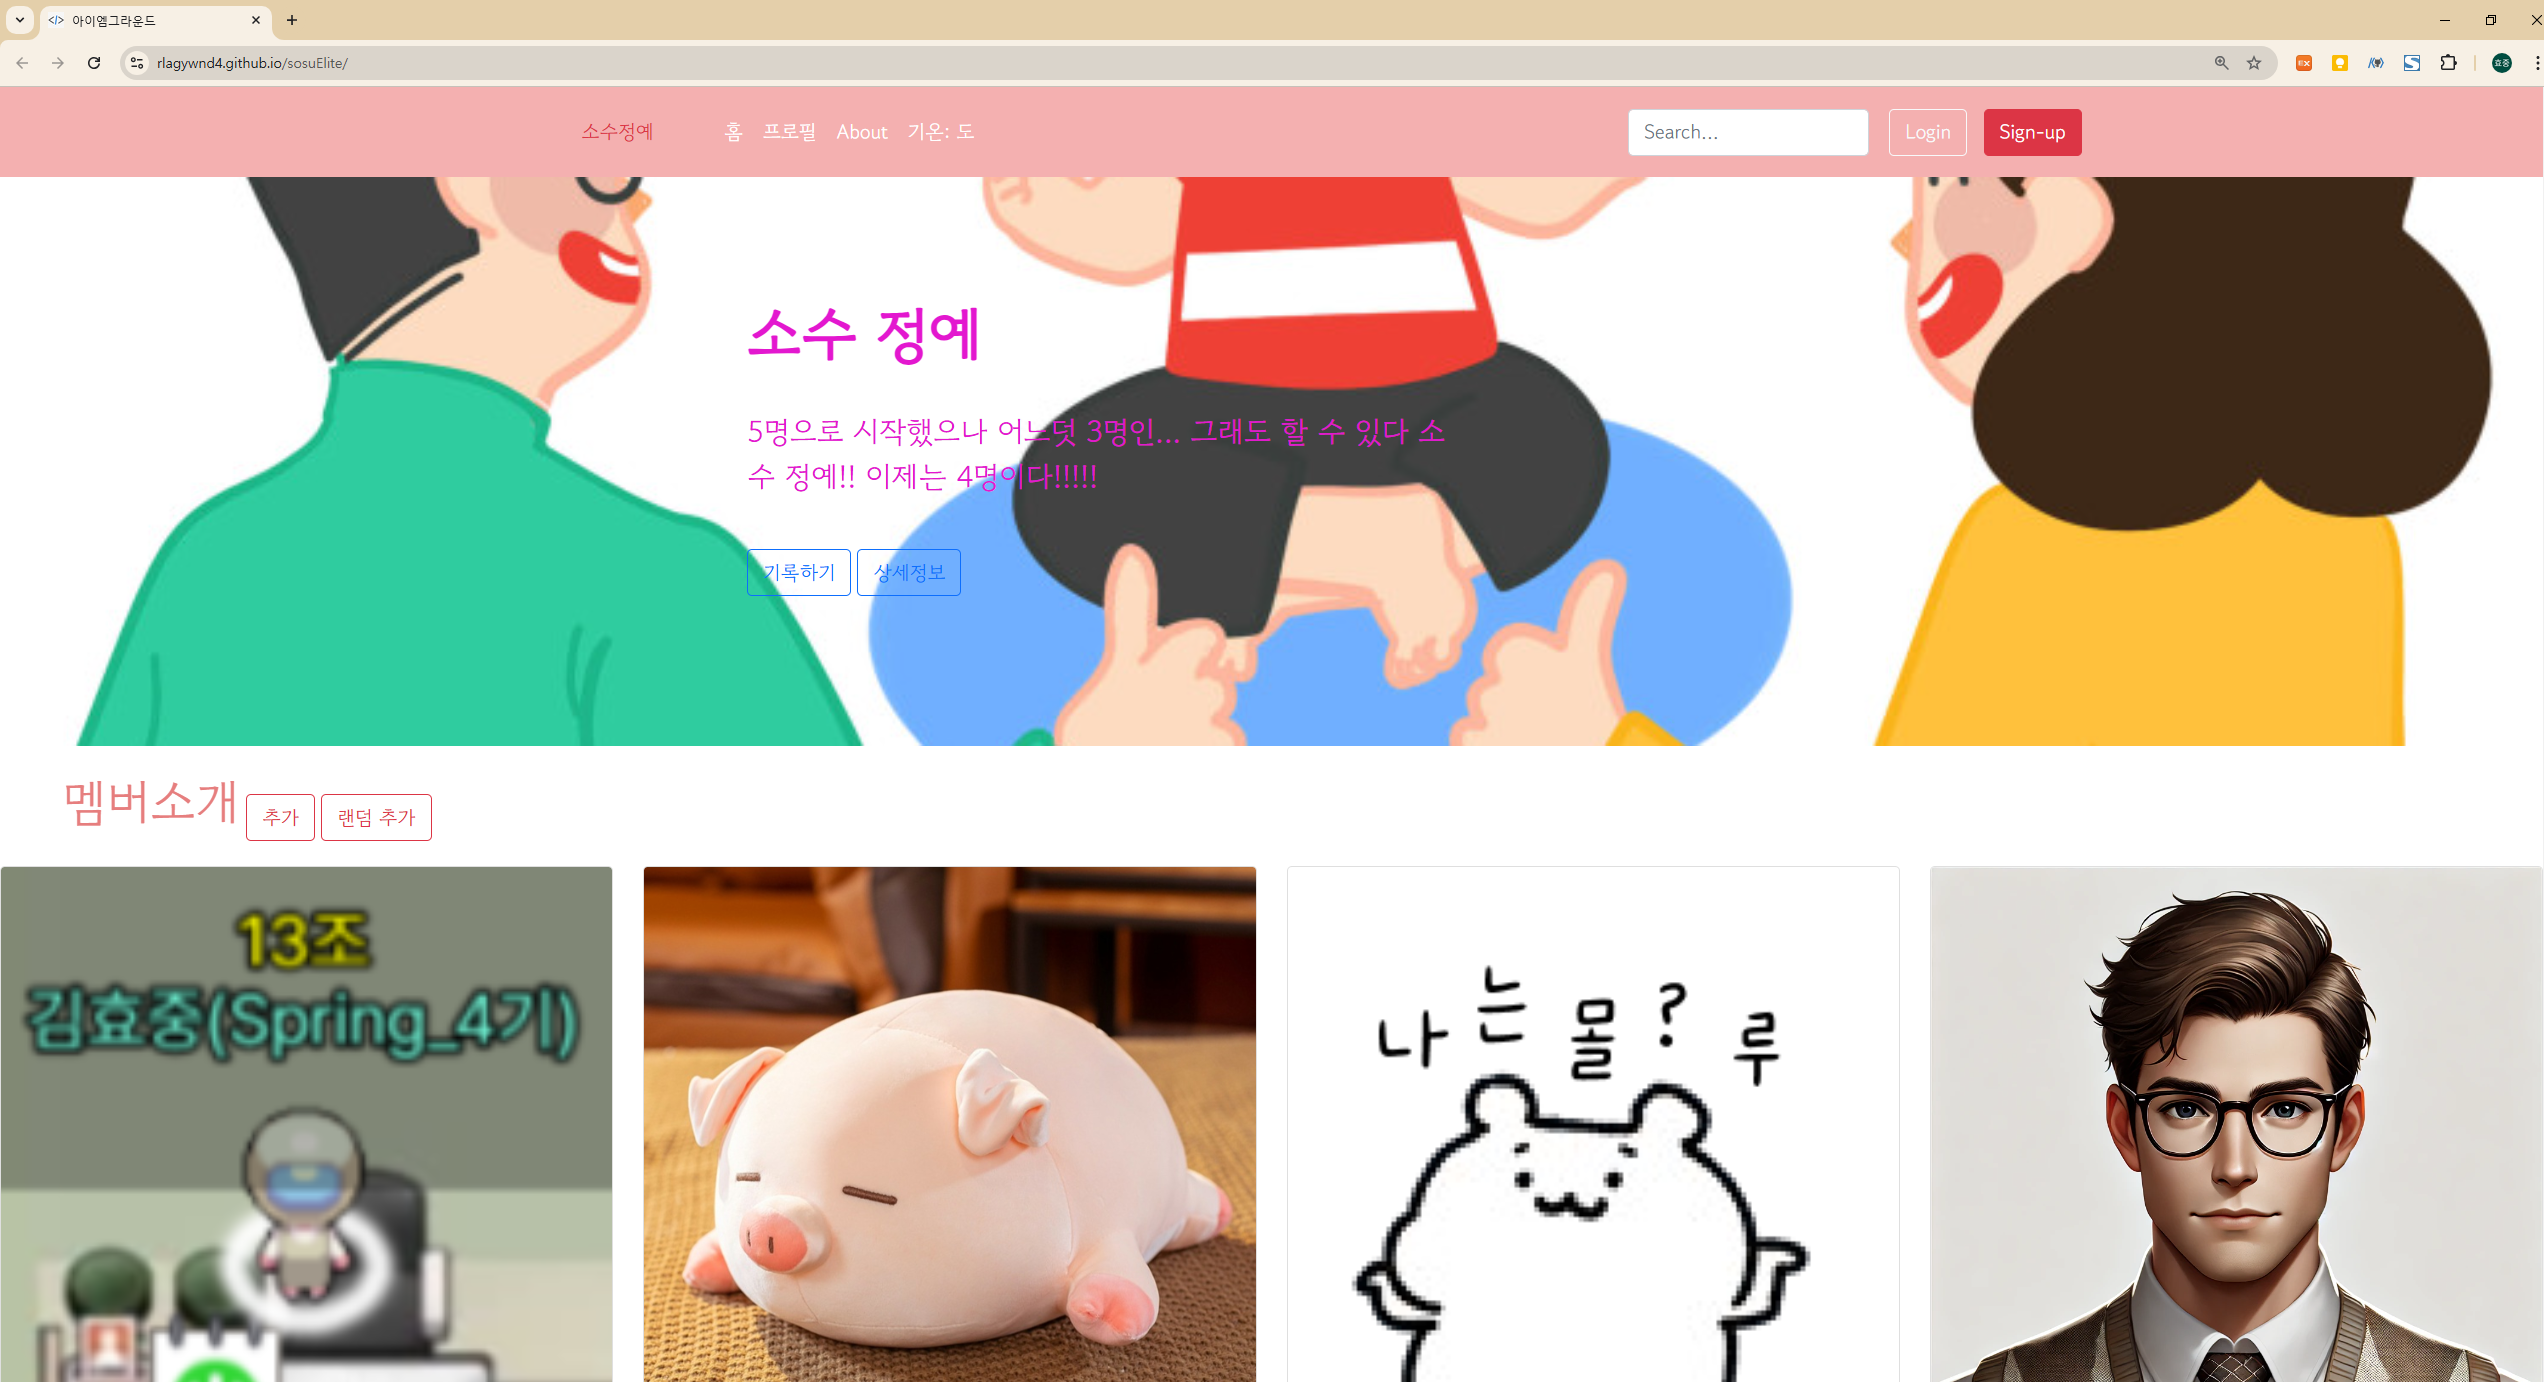 아이엠그라운드
rlagywnd4.github.io/sosuElite/
효중
소수정예
홈 프로필 About 기온: 도
Search...
Login
Sign-up
소수 정예
5명으로 시작했으나 어느덧 3명인... 그래도 할 수 있다 소
수 정예!! 이제는 4명이다!!!!!
기록하기 상세정보
멤버소개 추가 랜덤 추가
13조
김효중(Spring_4기)
나는 몰?루